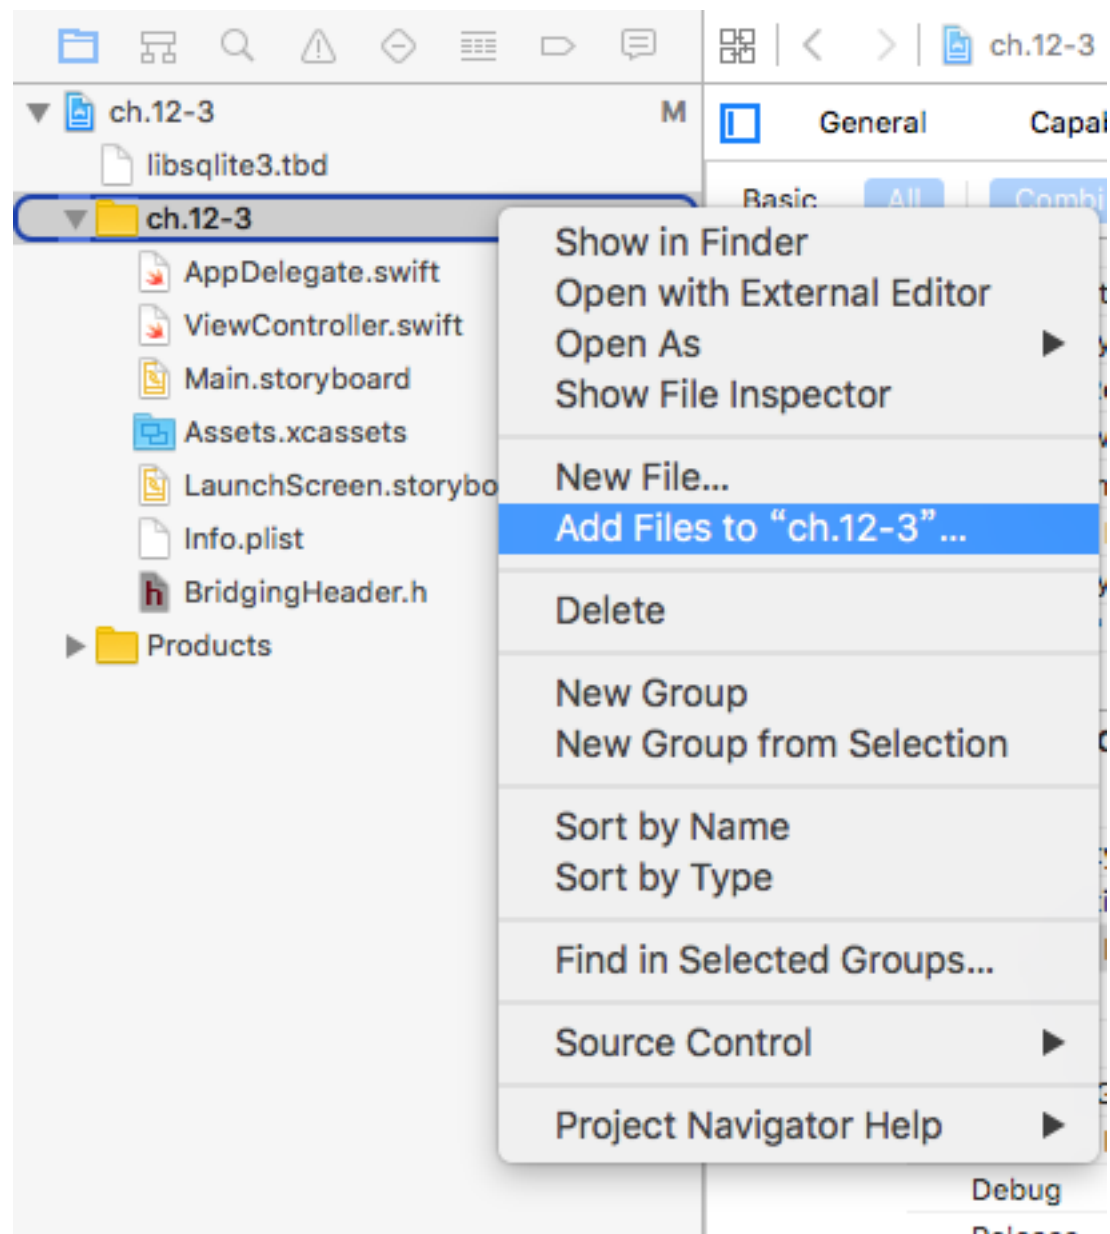 ch.12-3
ch.12-3
M
General
libsqlite3.tbd
Basic
All
ch.12-3
Show in Finder
AppDelegate.swift
Open with External Editor
ViewController.swift
Open As
Main.storyboard
Show File Inspector
Assets.xcassets
New File...
LaunchScreen.storybo
Add Files to “ch.12-3”...
Info.plist
BridgingHeader.h
Delete
Products
New Group
New Group from Selection
Sort by Name
Sort by Type
Find in Selected Groups...
Source Control
Project Navigator Help
Debug